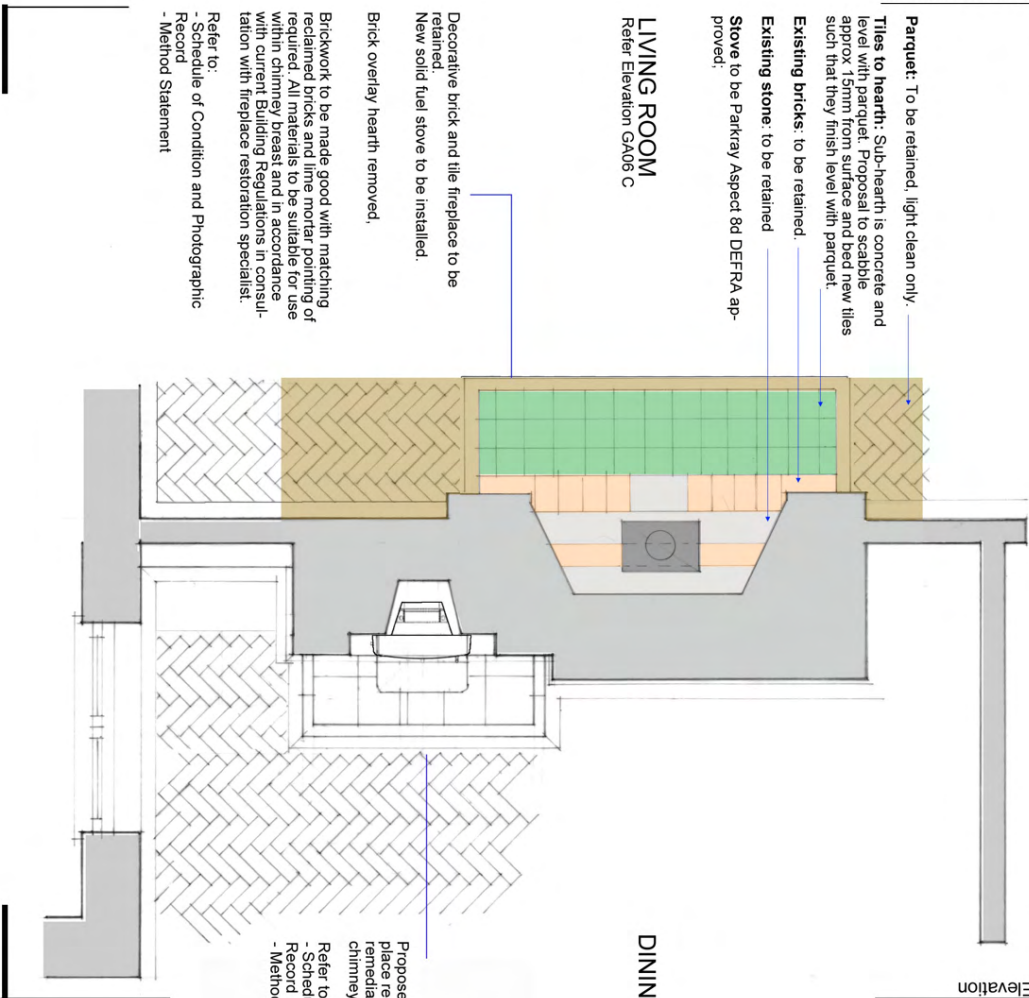 Parquet: To be retained, light clean only.
Tiles to hearth: Sub-hearth is concrete and
level with parquet. Proposal to scabble
approx 15mm from surface and bed new tiles
such that they finish level with parquet.
Existing bricks: to be retained.
Existing stone: to be retained
Stove to be Parkray Aspect 8d DEFRA ap-
proved;
LIVING ROOM
Refer Elevation GA06 C
Decorative brick and tile fireplace to be
retained.
New solid fuel stove to be installed.
Brick overlay hearth removed,
Brickwork to be made good with matching
reclaimed bricks and lime mortar pointing of
required. All materials to be suitable for use
within chimney breast and in accordance
with current Building Regulations in consul-
tation with fireplace restoration specialist.
Refer to:
- Schedule of Condition and Photographic
Record
- Method Statement
Elevation
DININ
Propose
place re
remedia
chimney
Refer to
- Sched
Record
- Method